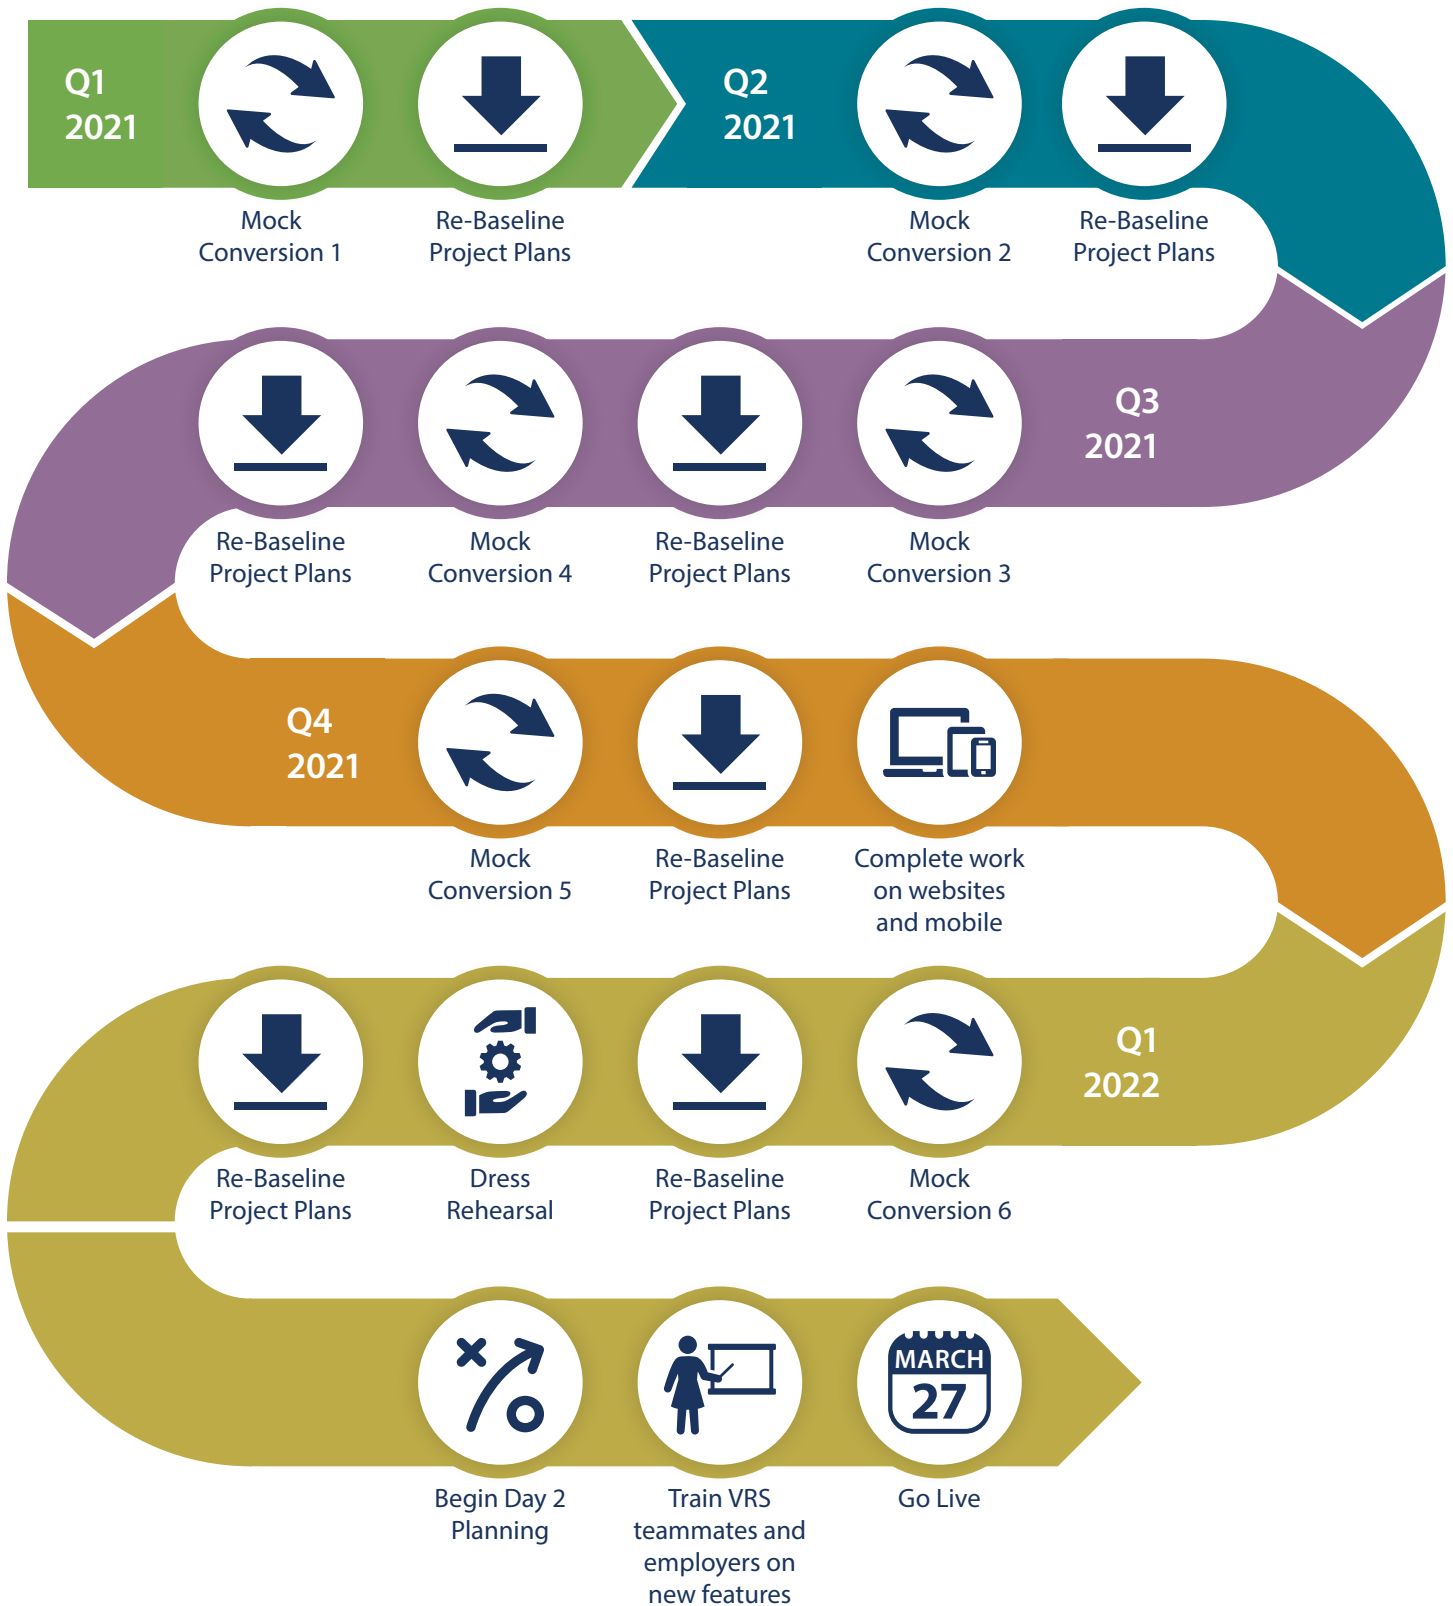 Q1
2021
Mock
Conversion 1
Re-Baseline
Project Plans
Q2
2021
Mock
Conversion 2
Re-Baseline
Project Plans
Q3
2021
Mock
Conversion 3
Re-Baseline
Project Plans
Mock
Conversion 4
Re-Baseline
Project Plans
Q4
2021
Mock
Conversion 5
Re-Baseline
Project Plans
Complete work
on websites
and mobile
Q1
2022
Mock
Conversion 6
Re-Baseline
Project Plans
Dress
Rehearsal
Re-Baseline
Project Plans
Begin Day 2
Planning
Train VRS
teammates and
employers on
new features
MARCH
27
Go Live